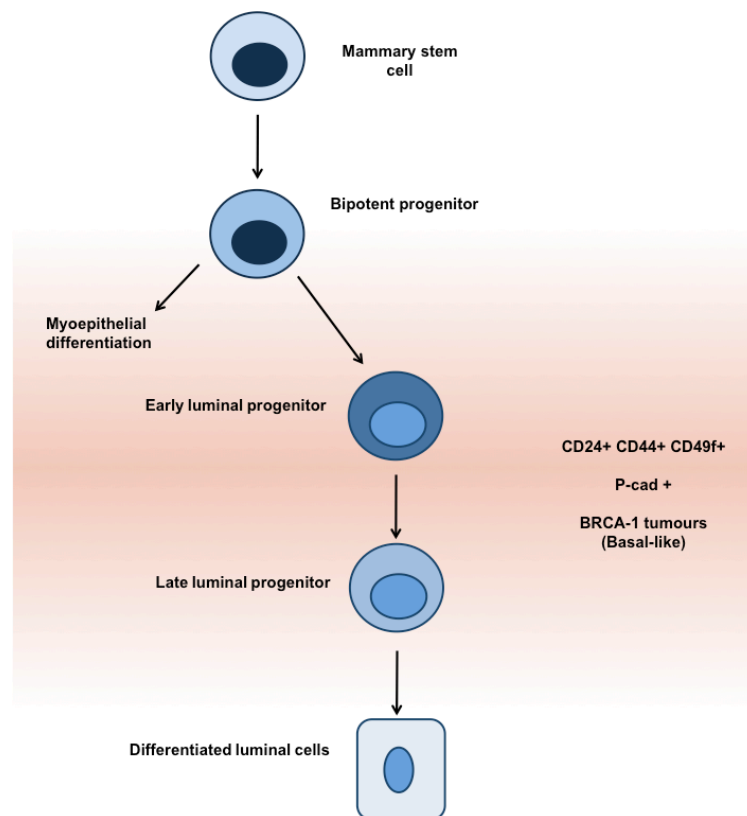 Mammary stem
cell
Bipotent progenitor
Myoepithelial
differentiation
Early luminal progenitor
CD24+ CD44+ CD49f+
P-cad +
BRCA-1 tumours
(Basal-like)
Late luminal progenitor
Differentiated luminal cells